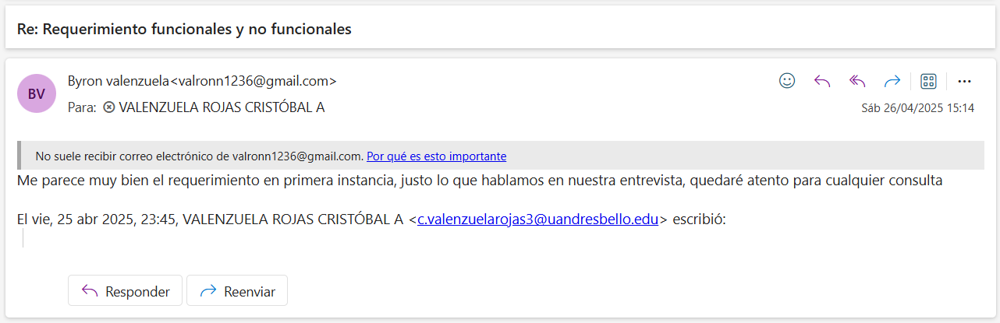 Re: Requerimiento funcionales y no funcionales
BV
Byron valenzuela<valronn1236@gmail.com>
Para: VALENZUELA ROJAS CRISTÓBAL A
Sáb 26/04/2025 15:14
No suele recibir correo electrónico de valronn1236@gmail.com. Por qué es esto importante
Me parece muy bien el requerimiento en primera instancia, justo lo que hablamos en nuestra entrevista, quedaré atento para cualquier consulta
El vie, 25 abr 2025, 23:45, VALENZUELA ROJAS CRISTÓBAL A <c.valenzuelarojas3@uandresbello.edu> escribió:
Responder
Reenviar